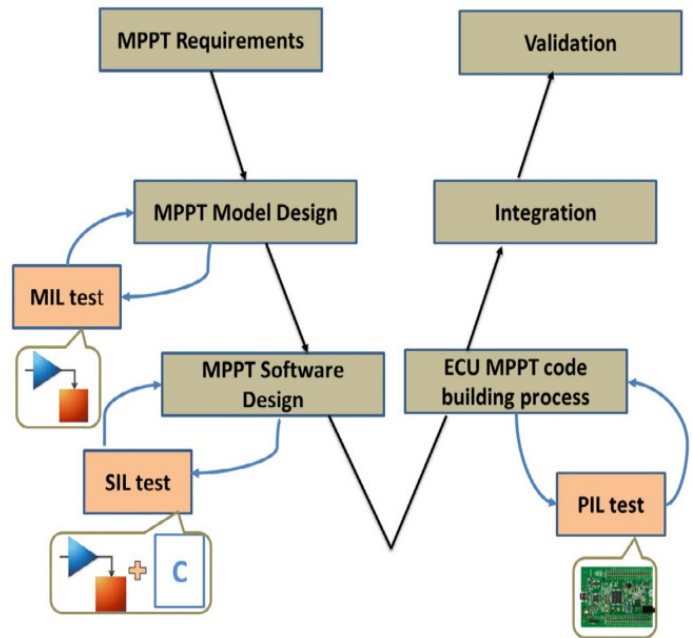 MPPT Requirements
Validation
MPPT Model Design
Integration
MIL test
MPPT Software
Design
ECU MPPT code
building process
SIL test
PIL test
C